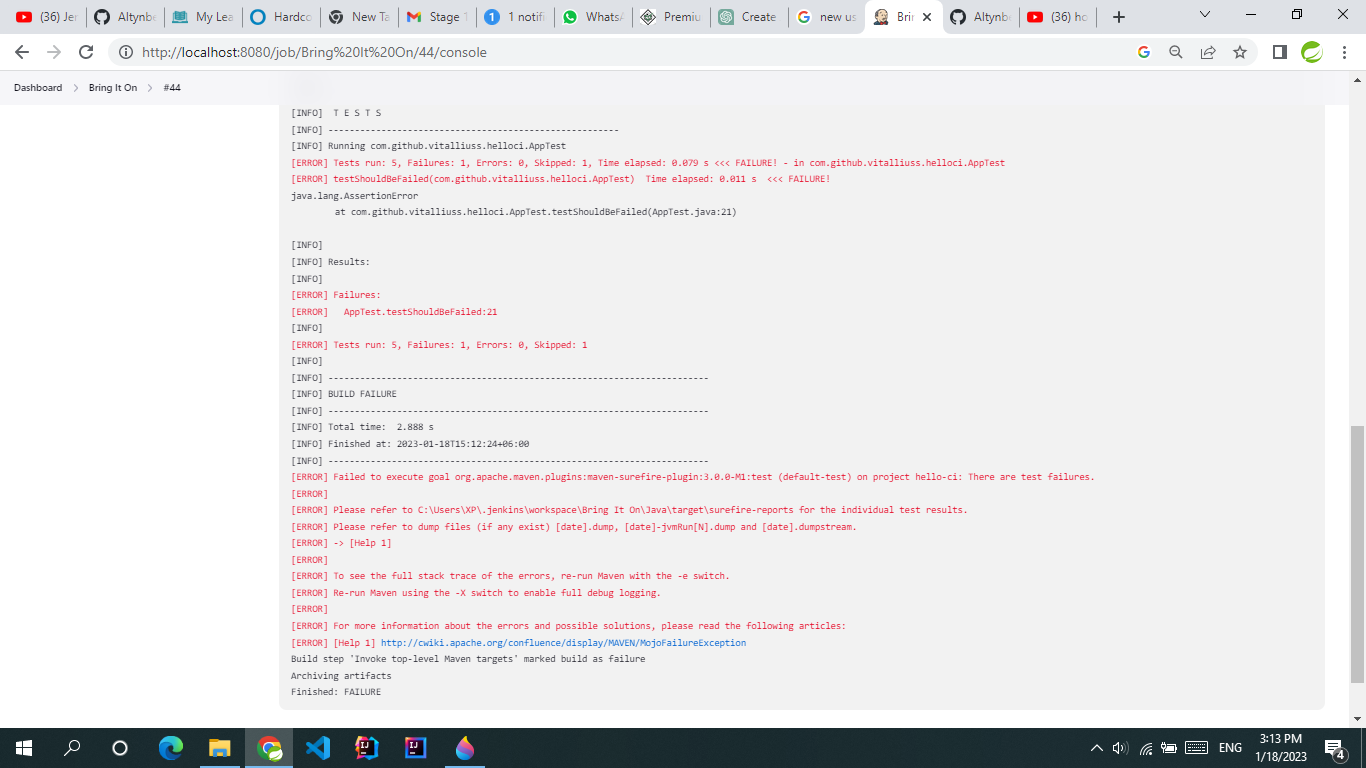 (36) Jer
Altynbe
My Lea
Hardco
New Ta
Stage T
1 notifi
WhatsA
Premiu
Create
new us
Brin
Altynbe
(36) ho
http://localhost:8080/job/Bring%20It%20On/44/console
Dashboard > Bring It On > #44
[INFO]  T E S T S
[INFO] -------------------------------------------------------
[INFO] Running com.github.vitalliuss.helloci.AppTest
[ERROR] Tests run: 5, Failures: 1, Errors: 0, Skipped: 1, Time elapsed: 0.079 s <<< FAILURE! - in com.github.vitalliuss.helloci.AppTest
[ERROR] testShouldBeFailed(com.github.vitalliuss.helloci.AppTest)  Time elapsed: 0.011 s  <<< FAILURE!
java.lang.AssertionError
at com.github.vitalliuss.helloci.AppTest.testShouldBeFailed(AppTest.java:21)
[INFO]
[INFO] Results:
[INFO]
[ERROR] Failures:
[ERROR]   AppTest.testShouldBeFailed:21
[INFO]
[ERROR] Tests run: 5, Failures: 1, Errors: 0, Skipped: 1
[INFO]
[INFO] ------------------------------------------------------------------------
[INFO] BUILD FAILURE
[INFO] ------------------------------------------------------------------------
[INFO] Total time:  2.888 s
[INFO] Finished at: 2023-01-18T15:12:24+06:00
[INFO] ------------------------------------------------------------------------
[ERROR] Failed to execute goal org.apache.maven.plugins:maven-surefire-plugin:3.0.0-M1:test (default-test) on project hello-ci: There are test failures.
[ERROR]
[ERROR] Please refer to C:\Users\XP\.jenkins\workspace\Bring It On\Java\target\surefire-reports for the individual test results.
[ERROR] Please refer to dump files (if any exist) [date].dump, [date]-jvmRun[N].dump and [date].dumpstream.
[ERROR] -> [Help 1]
[ERROR]
[ERROR] To see the full stack trace of the errors, re-run Maven with the -e switch.
[ERROR] Re-run Maven using the -X switch to enable full debug logging.
[ERROR]
[ERROR] For more information about the errors and possible solutions, please read the following articles:
[ERROR] [Help 1] http://cwiki.apache.org/confluence/display/MAVEN/MojoFailureException
Build step 'Invoke top-level Maven targets' marked build as failure
Archiving artifacts
Finished: FAILURE
ENG
3:13 PM
1/18/2023
4